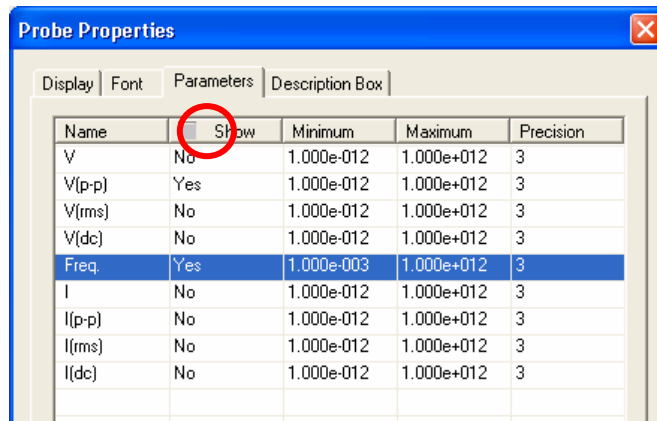 Probe Properties
Display Font Parameters Description Box
Name Show Minimum Maximum Precision
V No 1.000e-012 1.000e+012 3
V(p-p) Yes 1.000e-012 1.000e+012 3
V(rms) No 1.000e-012 1.000e+012 3
V(dc) No 1.000e-012 1.000e+012 3
Freq. Yes 1.000e-003 1.000e+012 3
I No 1.000e-012 1.000e+012 3
I(p-p) No 1.000e-012 1.000e+012 3
I(rms) No 1.000e-012 1.000e+012 3
I(dc) No 1.000e-012 1.000e+012 3